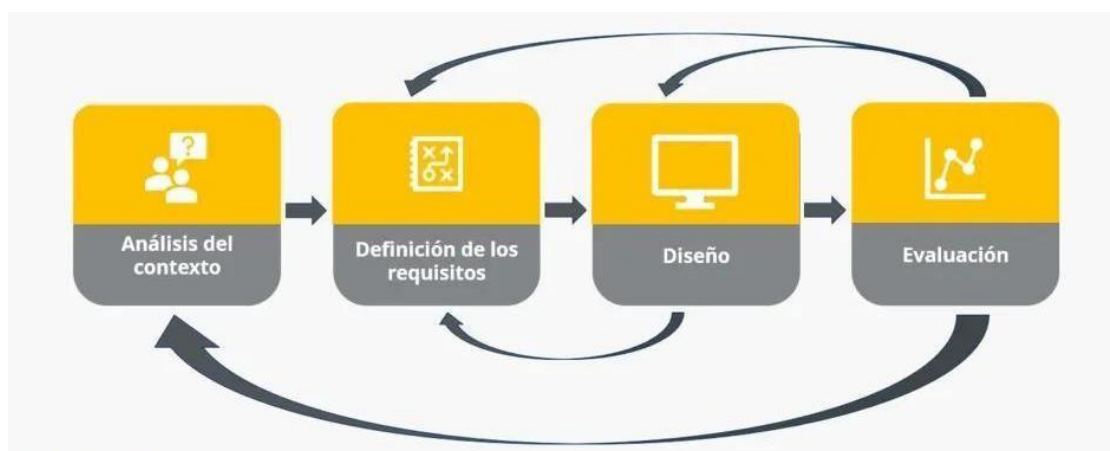 Análisis del
contexto
Definición de los
requisitos
Diseño
Evaluación